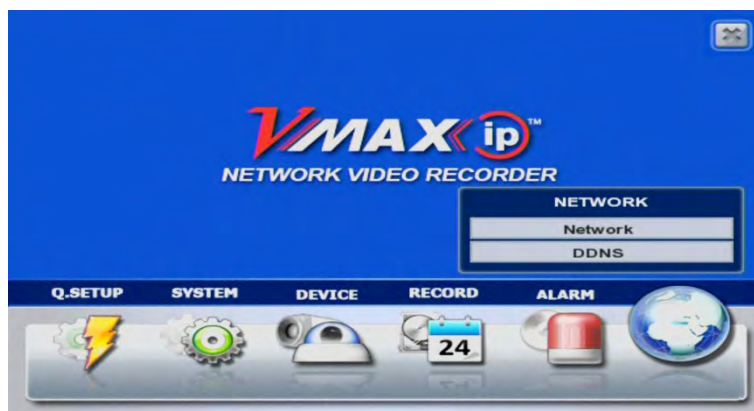 VMAX ip™
NETWORK VIDEO RECORDER
NETWORK
Network
DDNS
Q.SETUP SYSTEM DEVICE RECORD ALARM
24